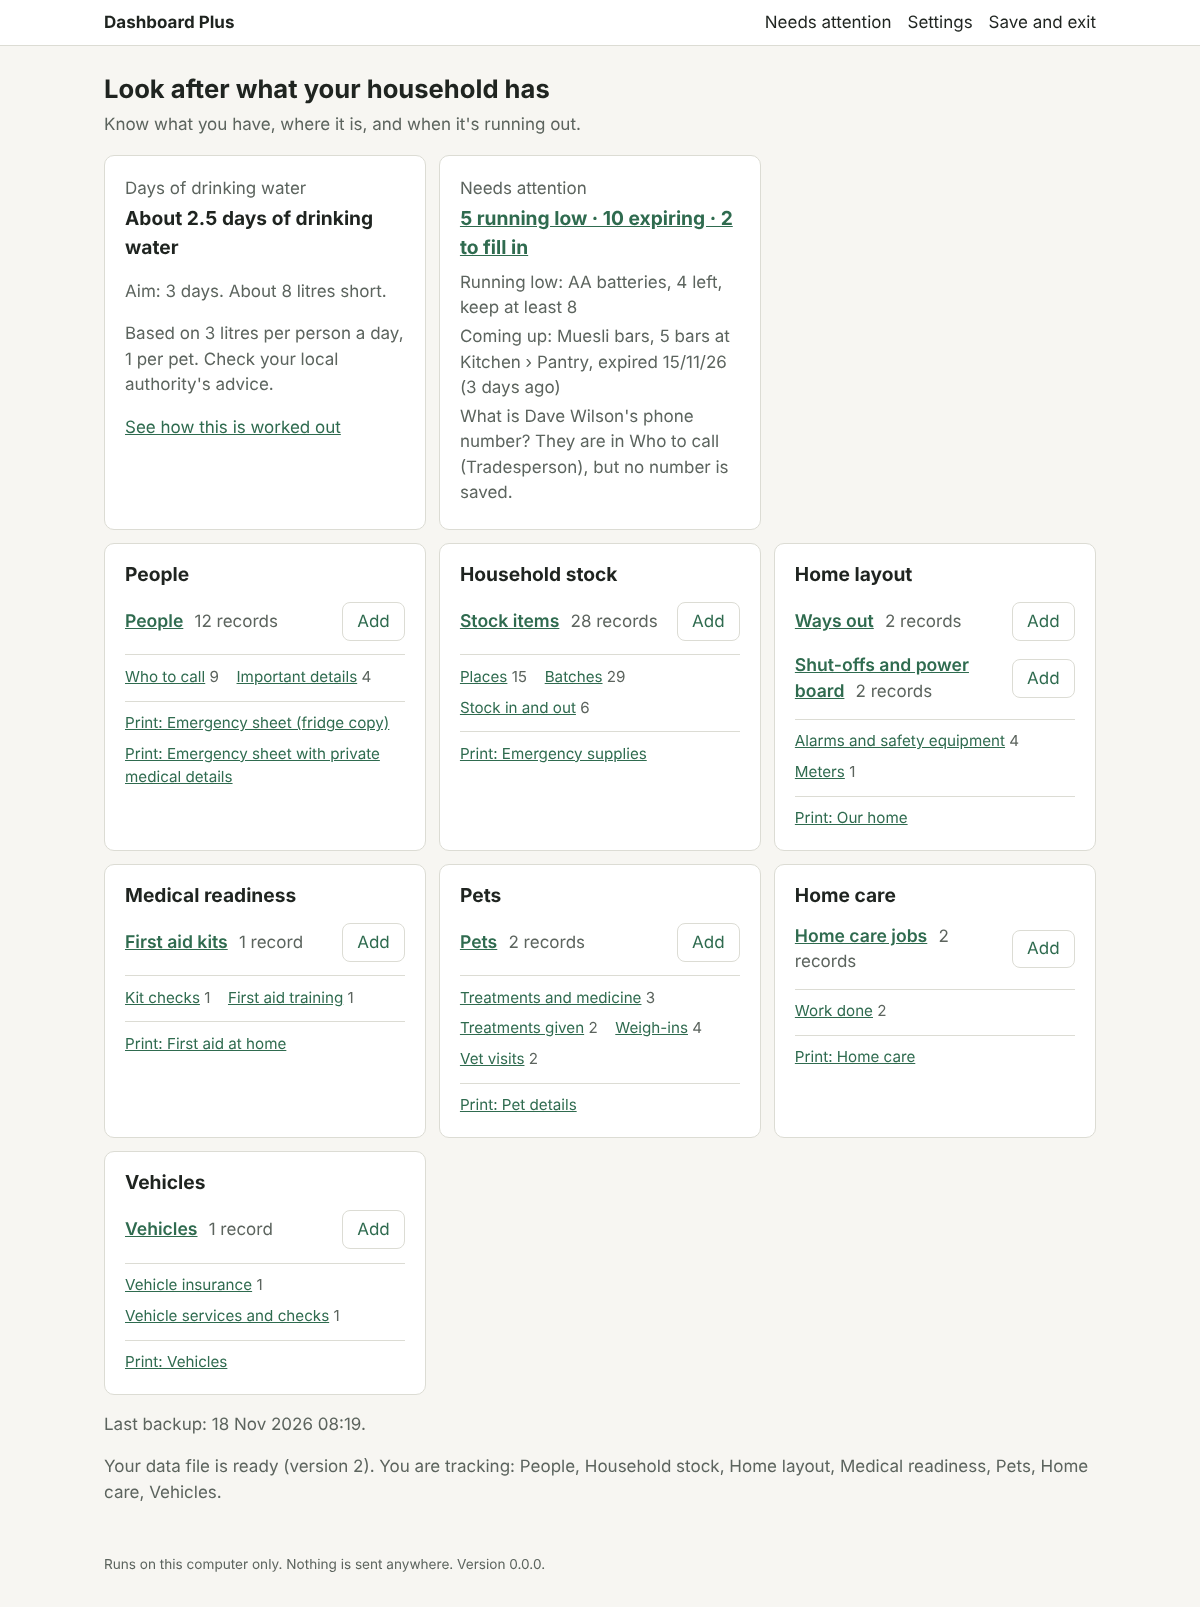 Dashboard Plus
Needs attention Settings Save and exit
Look after what your household has
Know what you have, where it is, and when it's running out.
Days of drinking water
About 2.5 days of drinking
water
Aim: 3 days. About 8 litres short.
Based on 3 litres per person a day,
1 per pet. Check your local
authority's advice.
See how this is worked out
Needs attention
5 running low · 10 expiring · 2
to fill in
Running low: AA batteries, 4 left,
keep at least 8
Coming up: Muesli bars, 5 bars at
Kitchen › Pantry, expired 15/11/26
(3 days ago)
What is Dave Wilson's phone
number? They are in Who to call
(Tradesperson), but no number is
saved.
People
People 12 records Add
Who to call 9 Important details 4
Print: Emergency sheet (fridge copy)
Print: Emergency sheet with private
medical details
Household stock
Stock items 28 records Add
Places 15 Batches 29
Stock in and out 6
Print: Emergency supplies
Home layout
Ways out 2 records Add
Shut-offs and power
board 2 records Add
Alarms and safety equipment 4
Meters 1
Print: Our home
Medical readiness
First aid kits 1 record Add
Kit checks 1 First aid training 1
Print: First aid at home
Pets
Pets 2 records Add
Treatments and medicine 3
Treatments given 2 Weigh-ins 4
Vet visits 2
Print: Pet details
Home care
Home care jobs 2
records Add
Work done 2
Print: Home care
Vehicles
Vehicles 1 record Add
Vehicle insurance 1
Vehicle services and checks 1
Print: Vehicles
Last backup: 18 Nov 2026 08:19.
Your data file is ready (version 2). You are tracking: People, Household stock, Home layout, Medical readiness, Pets, Home
care, Vehicles.
Runs on this computer only. Nothing is sent anywhere. Version 0.0.0.